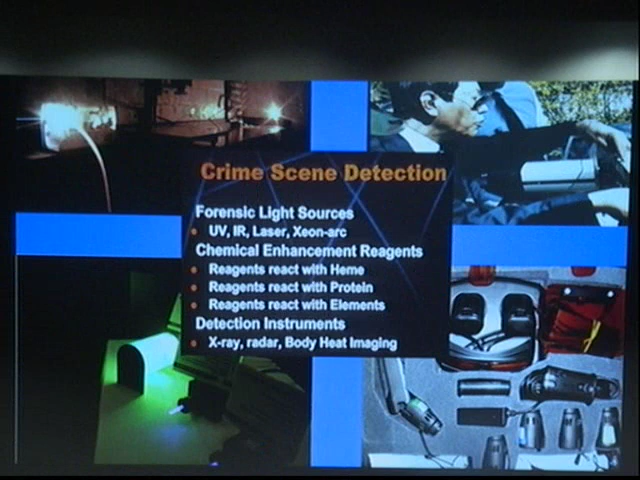 Crime Scene Detection
Forensic Light Sources
UV, IR, Laser, Xeon-arc
Chemical Enhancement Reagents
Reagents react with Heme
Reagents react with Protein
Reagents react with Elements
Detection Instruments
X-ray, radar, Body Heat Imaging